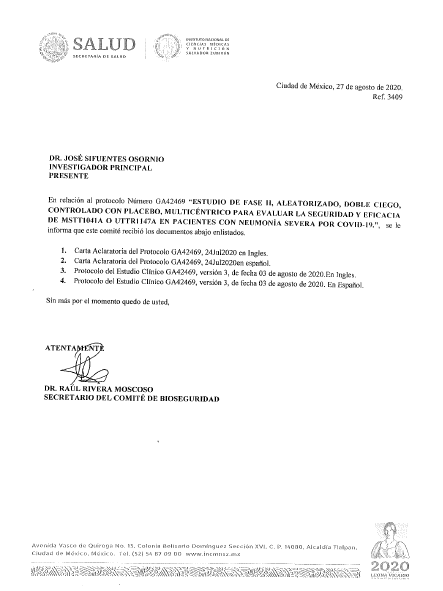 SALUD
SECRETARÍA DE SALUD
INSTITUTO NACIONAL DE
CIENCIAS MÉDICAS
Y NUTRICIÓN
SALVADOR ZUBIRÁN
Ciudad de México, 27 de agosto de 2020.
Ref. 3409
DR. JOSÉ SIFUENTES OSORNIO
INVESTIGADOR PRINCIPAL
PRESENTE
En relación al protocolo Número GA42469 "ESTUDIO DE FASE II, ALEATORIZADO, DOBLE CIEGO,
CONTROLADO CON PLACEBO, MULTICÉNTRICO PARA EVALUAR LA SEGURIDAD Y EFICACIA
DE MSTT1041A O UTTR1147A EN PACIENTES CON NEUMONÍA SEVERA POR COVID-19.", se le
informa que este comité recibió los documentos abajo enlistados.
1. Carta Aclaratoria del Protocolo GA42469, 24Jul2020 en Ingles.
2. Carta Aclaratoria del Protocolo GA42469, 24Jul2020en español.
3. Protocolo del Estudio Clínico GA42469, versión 3, de fecha 03 de agosto de 2020.En Ingles.
4. Protocolo del Estudio Clínico GA42469, versión 3, de fecha 03 de agosto de 2020. En Español.
Sin más por el momento quedo de usted,
ATENTAMENTE
DR. RAÚL RIVERA MOSCOSO
SECRETARIO DEL COMITÉ DE BIOSEGURIDAD
Avenida Vasco de Quiroga No. 15, Colonia Belisario Domínguez Sección XVI, C. P. 14080, Alcaldía Tlalpan,
Ciudad de México, México. Tel. (52) 54 87 09 00 www.incmnsz.mx
2020
LEONA VICARIO